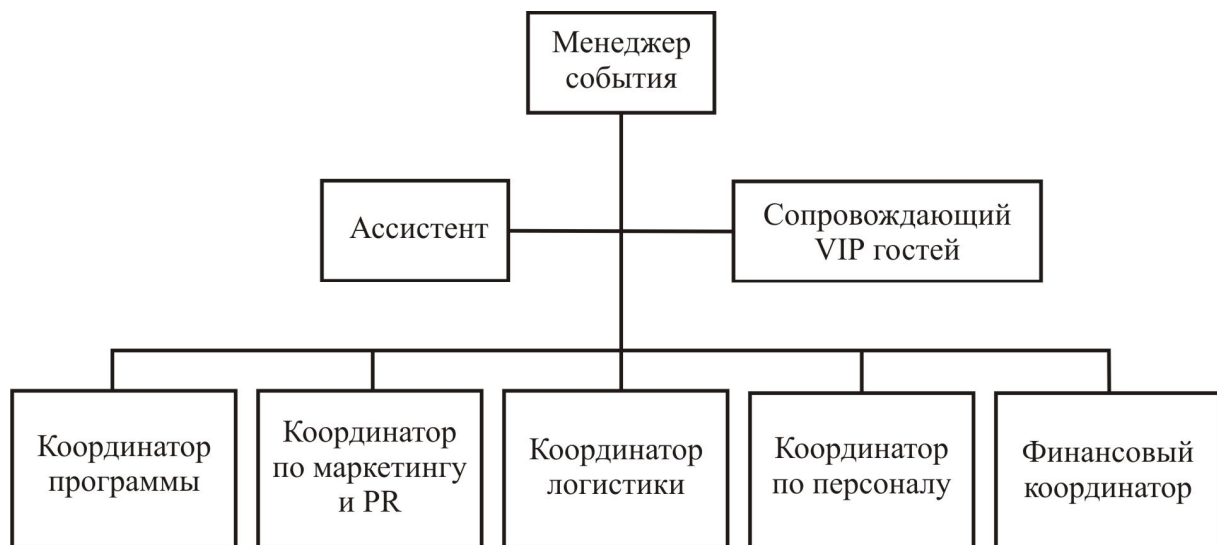 Менеджер
события
Ассистент
Сопровождающий
VIP гостей
Координатор
программы
Координатор
по маркетингу
и PR
Координатор
логистики
Координатор
по персоналу
Финансовый
координатор